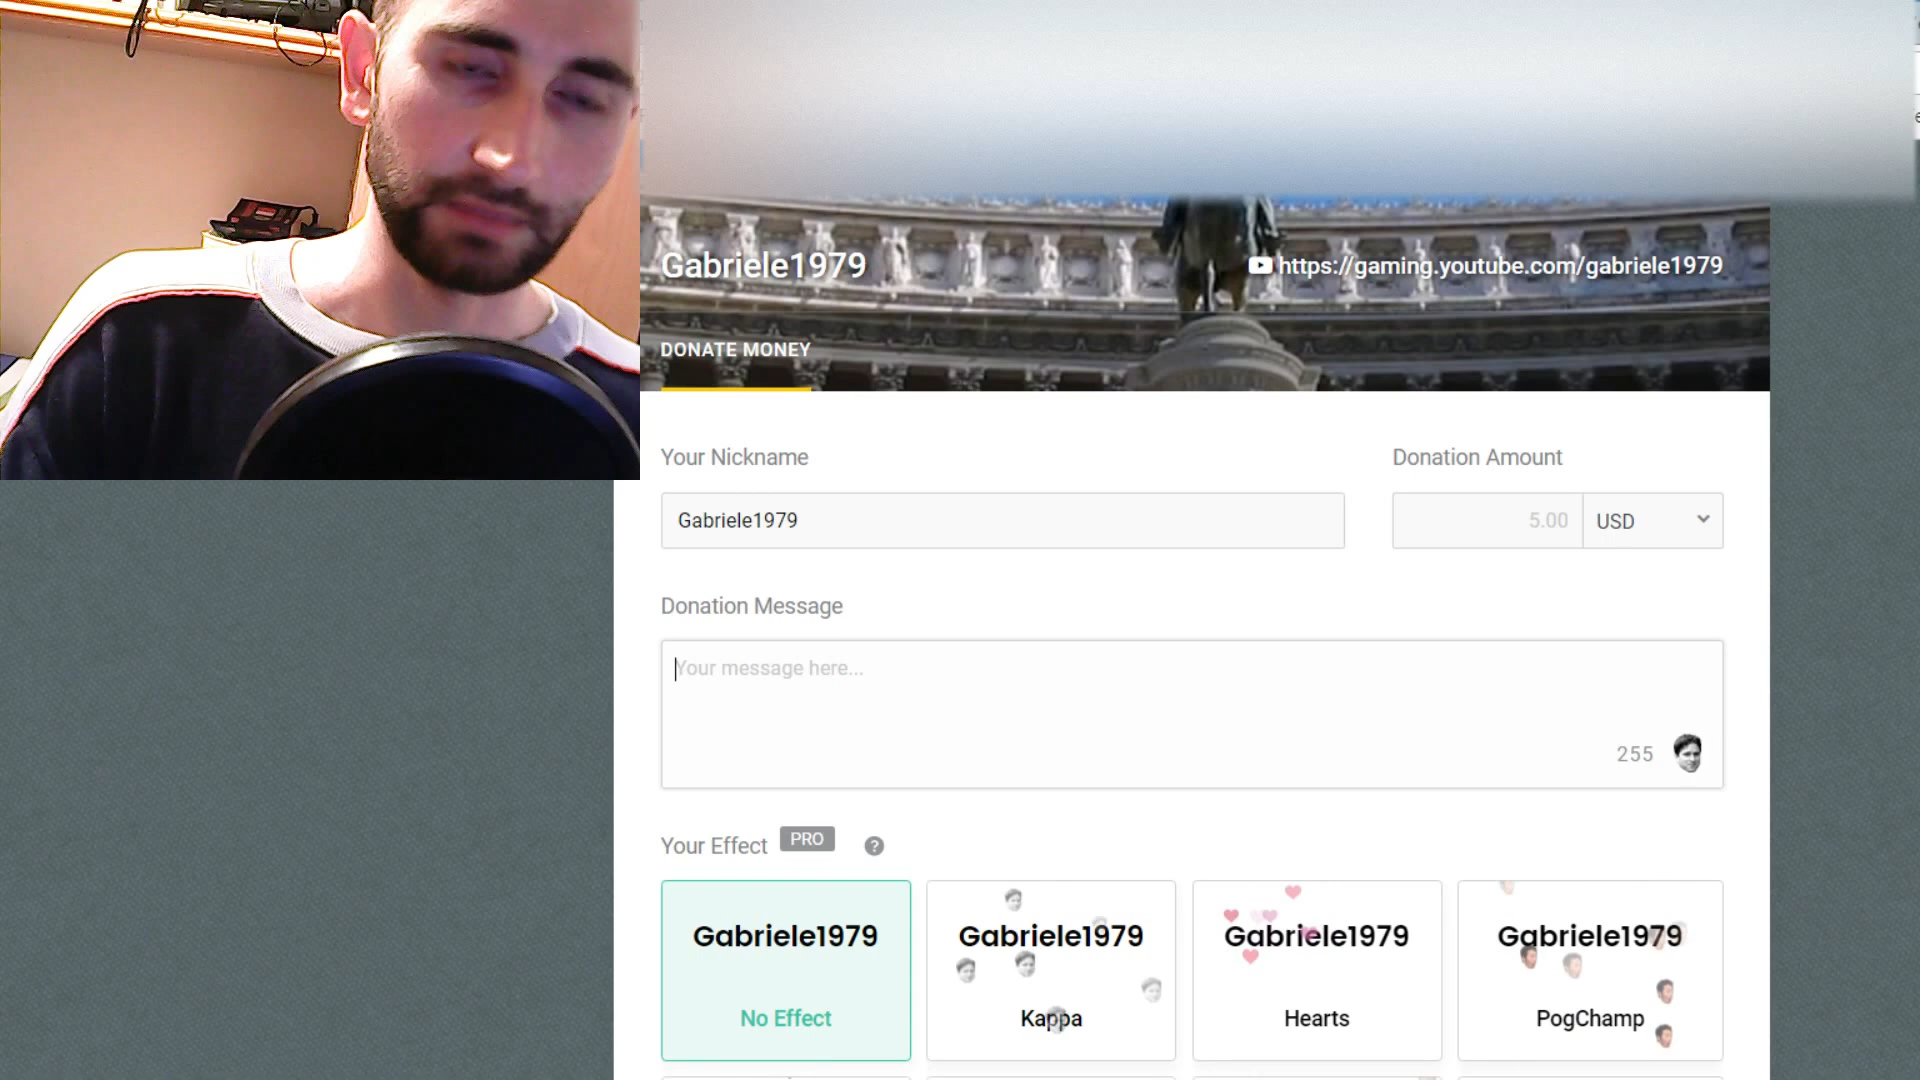 Gabriele1979
https://gaming.youtube.com/gabriele1979
DONATE MONEY
Your Nickname
Donation Amount
Gabriele1979
5.00
USD
Donation Message
Your message here...
255
Your Effect
PRO
?
Gabriele1979
Gabriele1979
Gabriele1979
Gabriele1979
No Effect
Kappa
Hearts
PogChamp